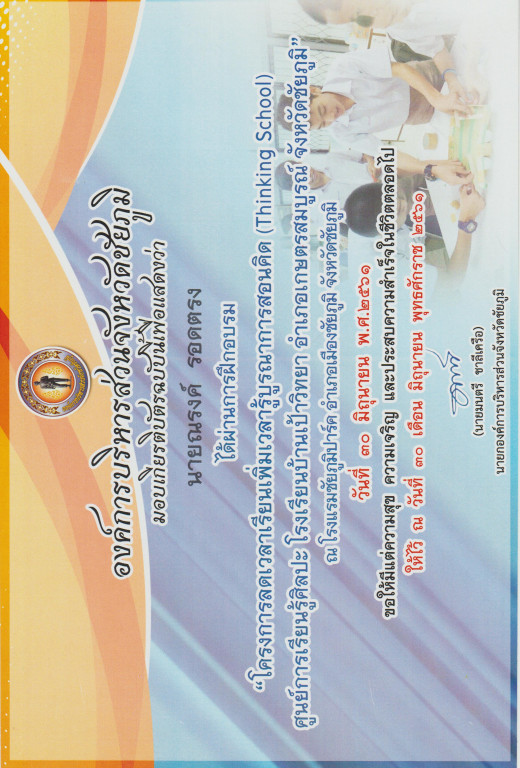 องค์การบริหารส่วนจังหวัดชัยภูมิ
มอบเกียรติบัตรฉบับนี้เพื่อแสดงว่า
นายณรงค์ รอดตรง
ได้ผ่านการฝึกอบรม
“โครงการลดเวลาเรียนเพิ่มเวลารู้บูรณาการสอนคิด (Thinking School)
ศูนย์การเรียนรู้ศิลปะ โรงเรียนบ้านเป้าวิทยา อำเภอเกษตรสมบูรณ์ จังหวัดชัยภูมิ”
ณ โรงแรมชัยภูมิปาร์ค อำเภอเมืองชัยภูมิ จังหวัดชัยภูมิ
วันที่ ๓๐ มิถุนายน พ.ศ.๒๕๖๑
ขอให้มีแต่ความสุข ความเจริญ และประสบความสำเร็จในชีวิตตลอดไป
ให้ไว้ ณ วันที่ ๓๐ เดือน มิถุนายน พุทธศักราช ๒๕๖๑
(นายมนตรี ชาลีเครือ)
นายกองค์การบริหารส่วนจังหวัดชัยภูมิ